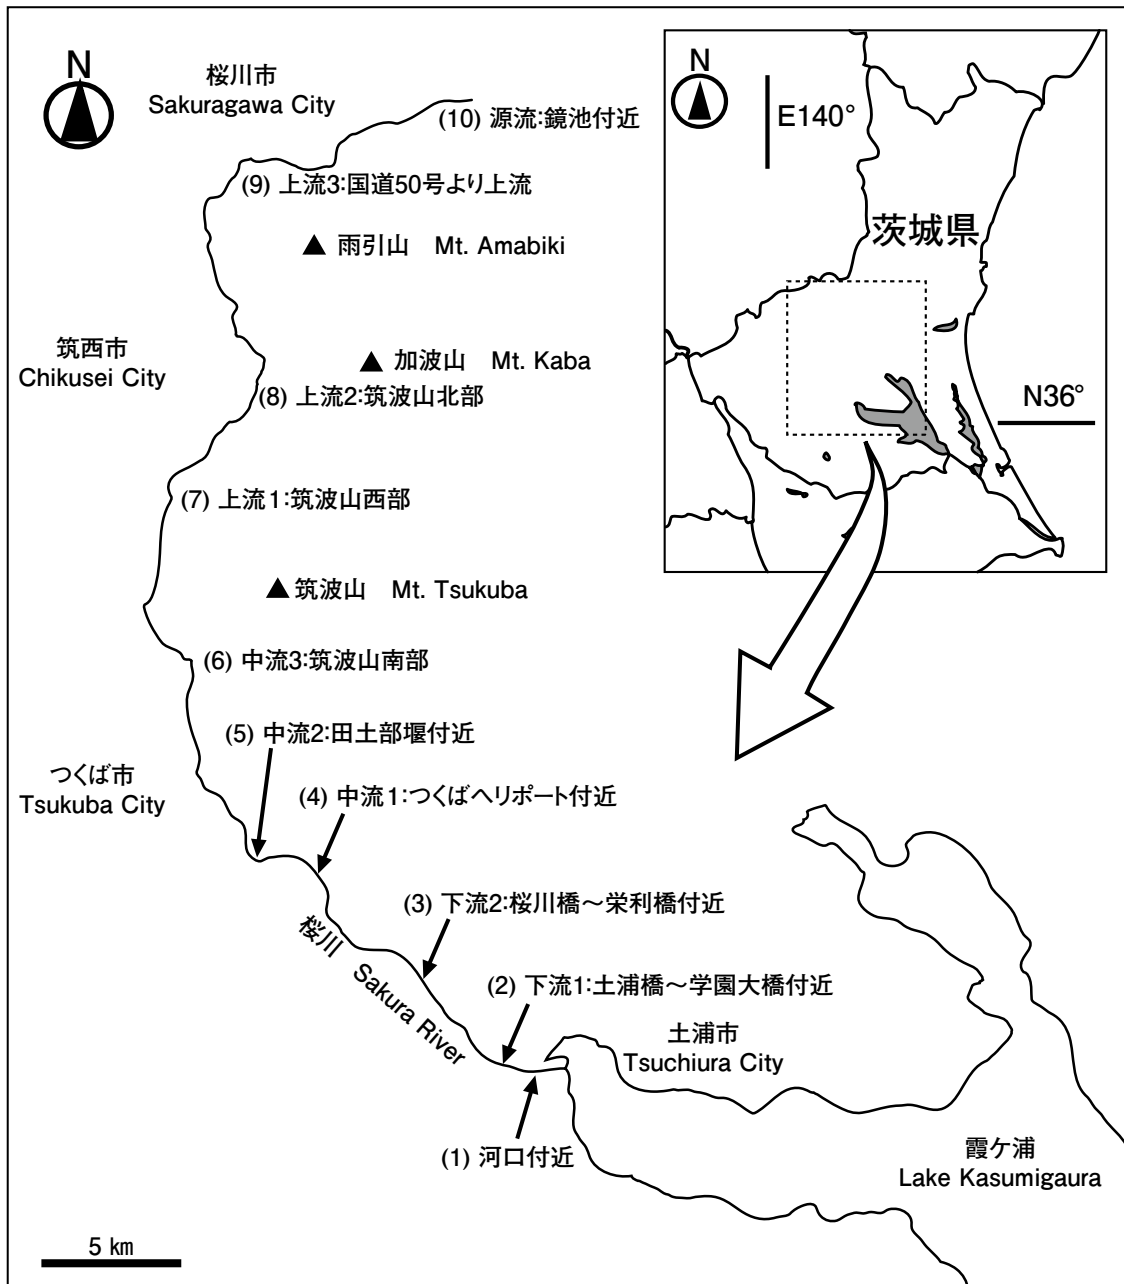 N
桜川市
Sakuragawa City
(10) 源流:鏡池付近
(9) 上流3:国道50号より上流
▲ 雨引山 Mt. Amabiki
筑西市
Chikusei City
▲ 加波山 Mt. Kaba
(8) 上流2:筑波山北部
(7) 上流1:筑波山西部
▲ 筑波山 Mt. Tsukuba
(6) 中流3:筑波山南部
(5) 中流2:田土部堰付近
つくば市
Tsukuba City
(4) 中流1:つくばヘリポート付近
(3) 下流2:桜川橋～栄利橋付近
桜川 Sakura River
(2) 下流1:土浦橋～学園大橋付近
土浦市
Tsuchiura City
(1) 河口付近
霞ケ浦
Lake Kasumigaura
5 km
N
E140°
茨城県
N36°